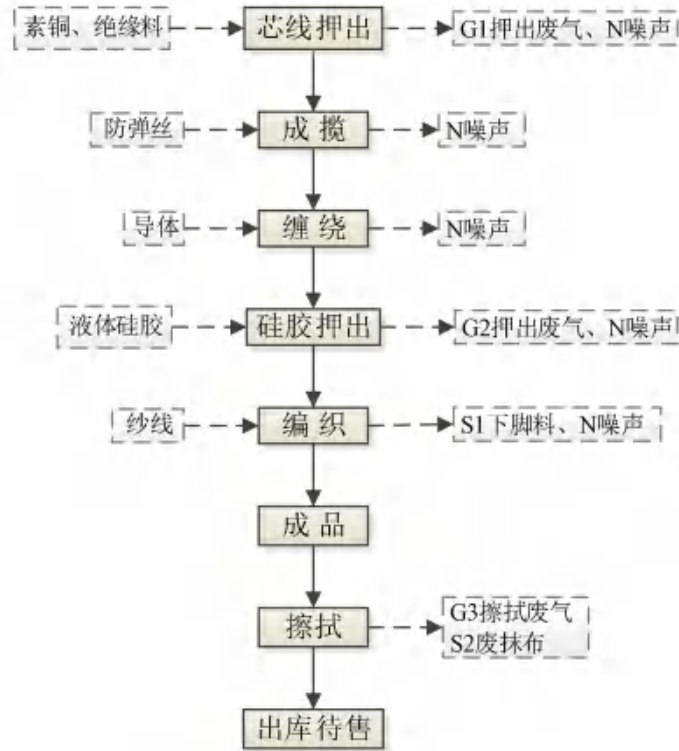 素铜、绝缘料
芯线押出
G1押出废气、N噪声
防弹丝
成揽
N噪声
导体
缠绕
N噪声
液体硅胶
硅胶押出
G2押出废气、N噪声
纱线
编织
S1下脚料、N噪声
成品
擦拭
G3擦拭废气
S2废抹布
出库待售